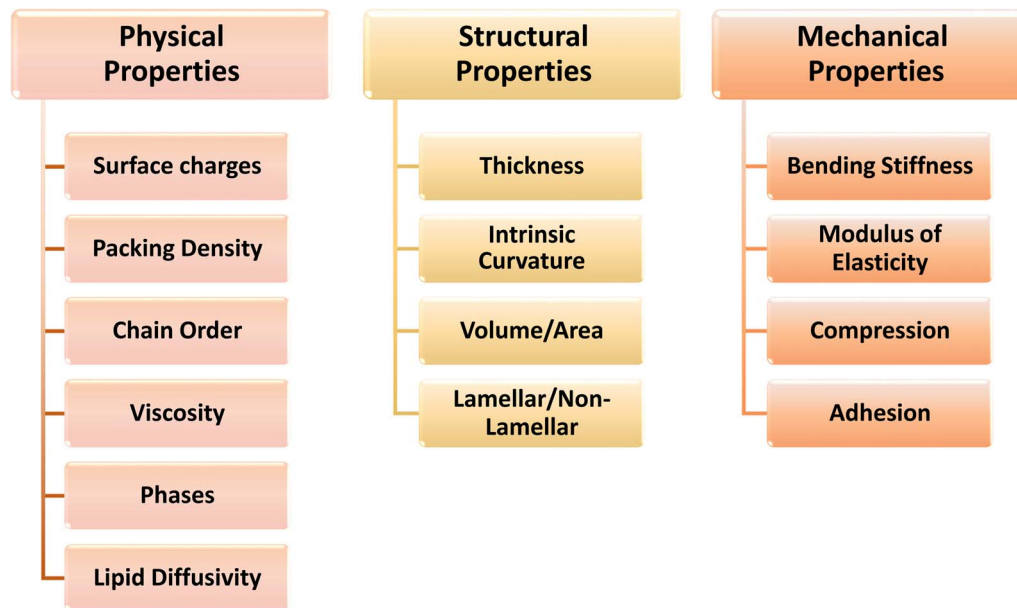 Physical
Properties
Surface charges
Packing Density
Chain Order
Viscosity
Phases
Lipid Diffusivity
Structural
Properties
Thickness
Intrinsic
Curvature
Volume/Area
Lamellar/Non-
Lamellar
Mechanical
Properties
Bending Stiffness
Modulus of
Elasticity
Compression
Adhesion